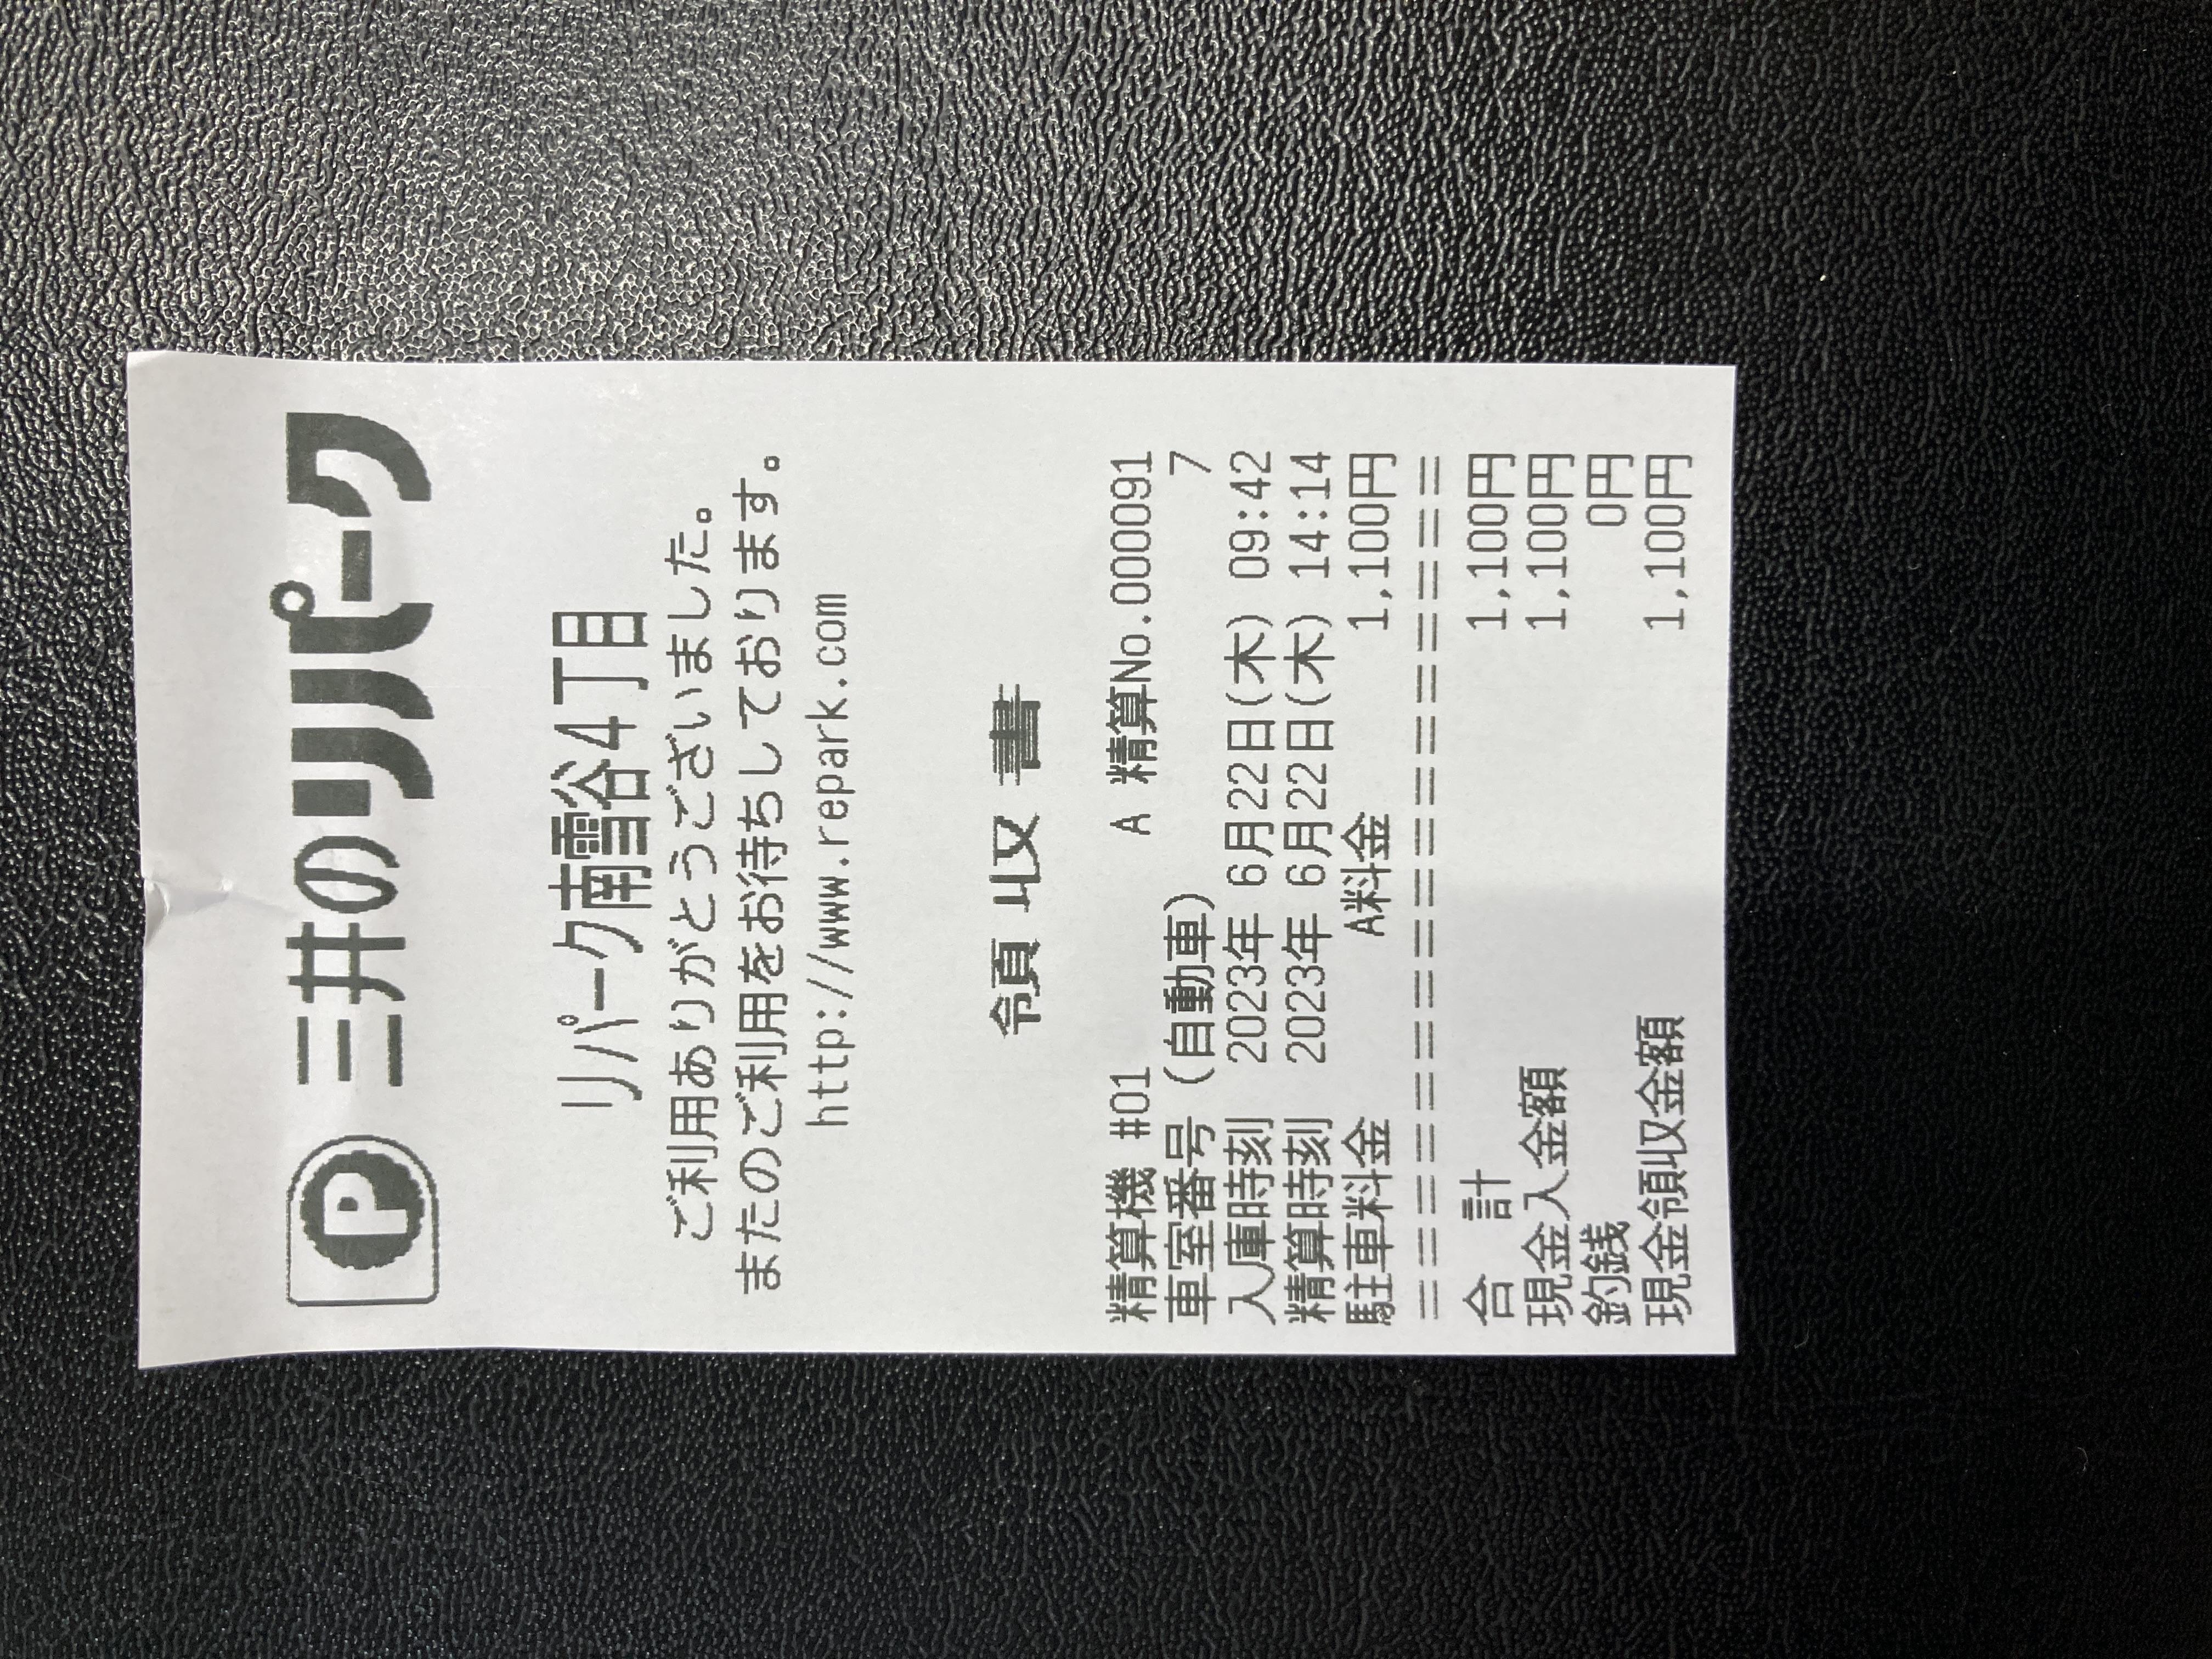 P 三井のリパーク
リパーク南雪谷4丁目
ご利用ありがとうございました。
またのご利用をお待ちしております。
http://www.repark.com
領収書
精算機 #01 A 精算No.000091
車室番号 (自動車) 7
入庫時刻 2023年 6月22日(木) 09:42
精算時刻 2023年 6月22日(木) 14:14
駐車料金 A料金 1,100円
================
合 計 1,100円
現金入金額 1,100円
釣銭 0円
現金領収金額 1,100円